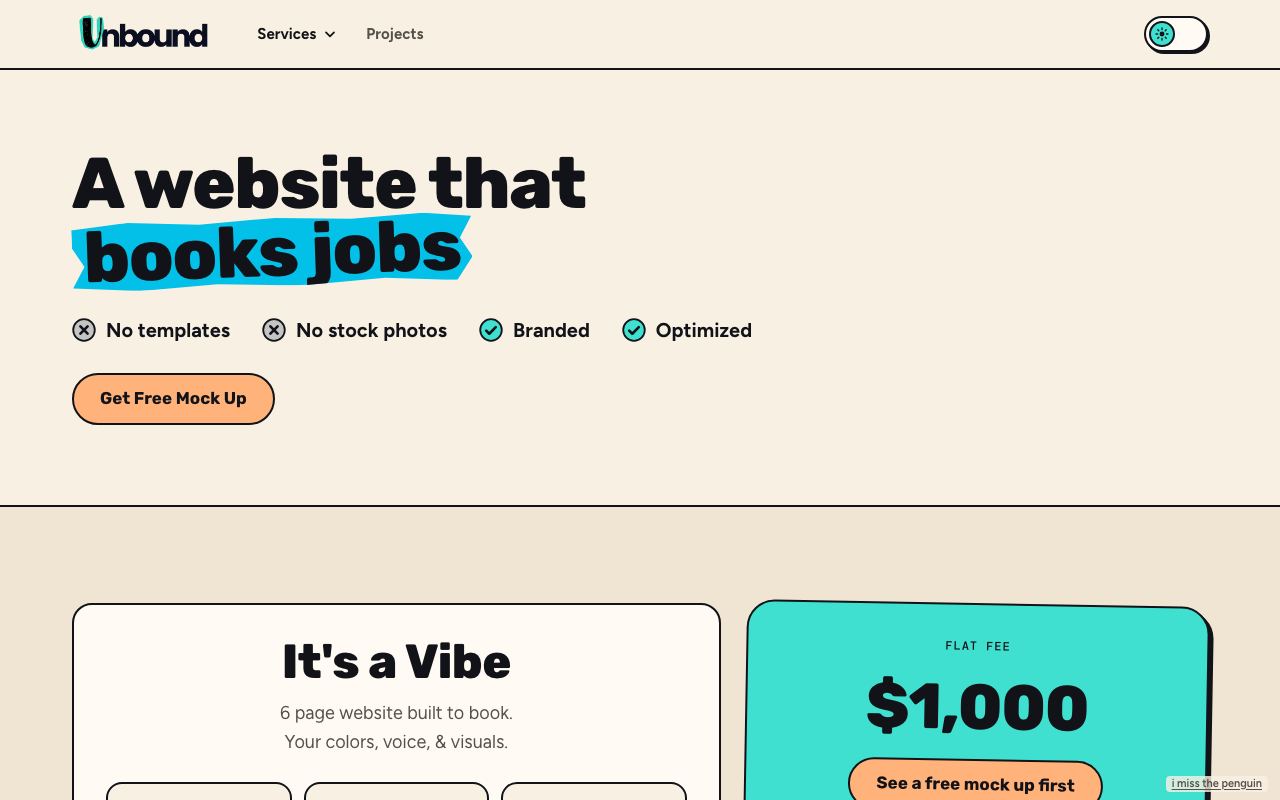 Unbound
Services
Projects
A website that
books jobs
No templates
No stock photos
Branded
Optimized
Get Free Mock Up
It's a Vibe
6 page website built to book.
Your colors, voice, & visuals.
FLAT FEE
$1,000
See a free mock up first
i miss the penguin